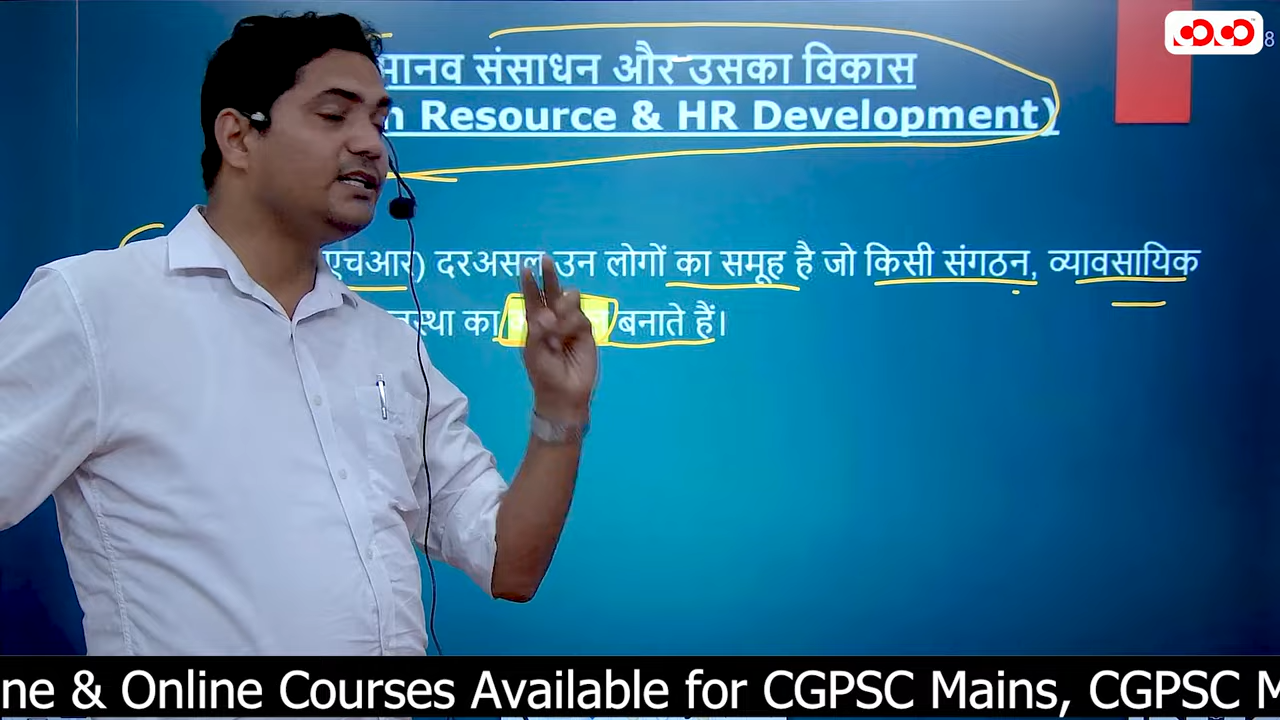 मानव संसाधन और उसका विकास
Resource & HR Development)
8
एचआर) दरअसल उन लोगों का समूह है जो किसी संगठन, व्यावसायिक
का बनाते हैं।
ne & Online Courses Available for CGPSC Mains, CGPSC M